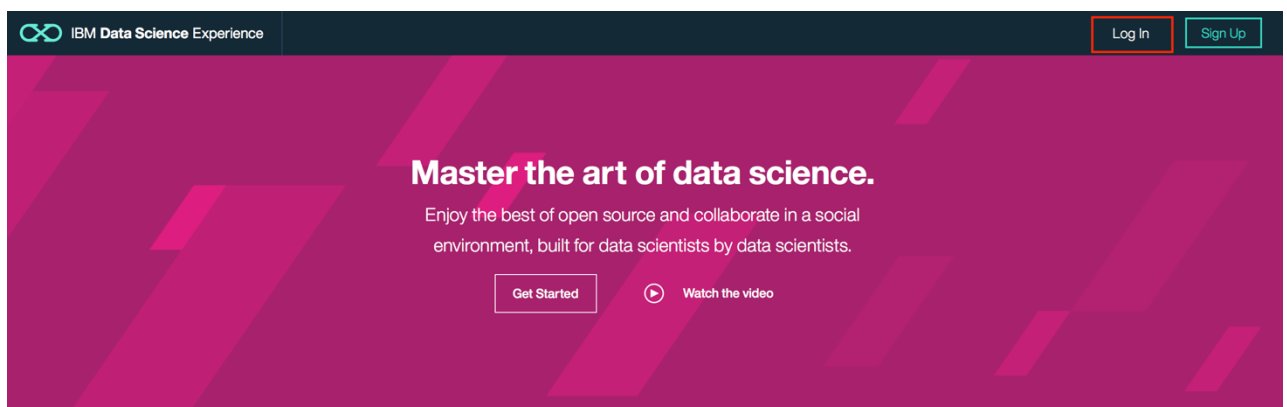 IBM Data Science Experience
Log In
Sign Up
Master the art of data science.
Enjoy the best of open source and collaborate in a social
environment, built for data scientists by data scientists.
Get Started
Watch the video